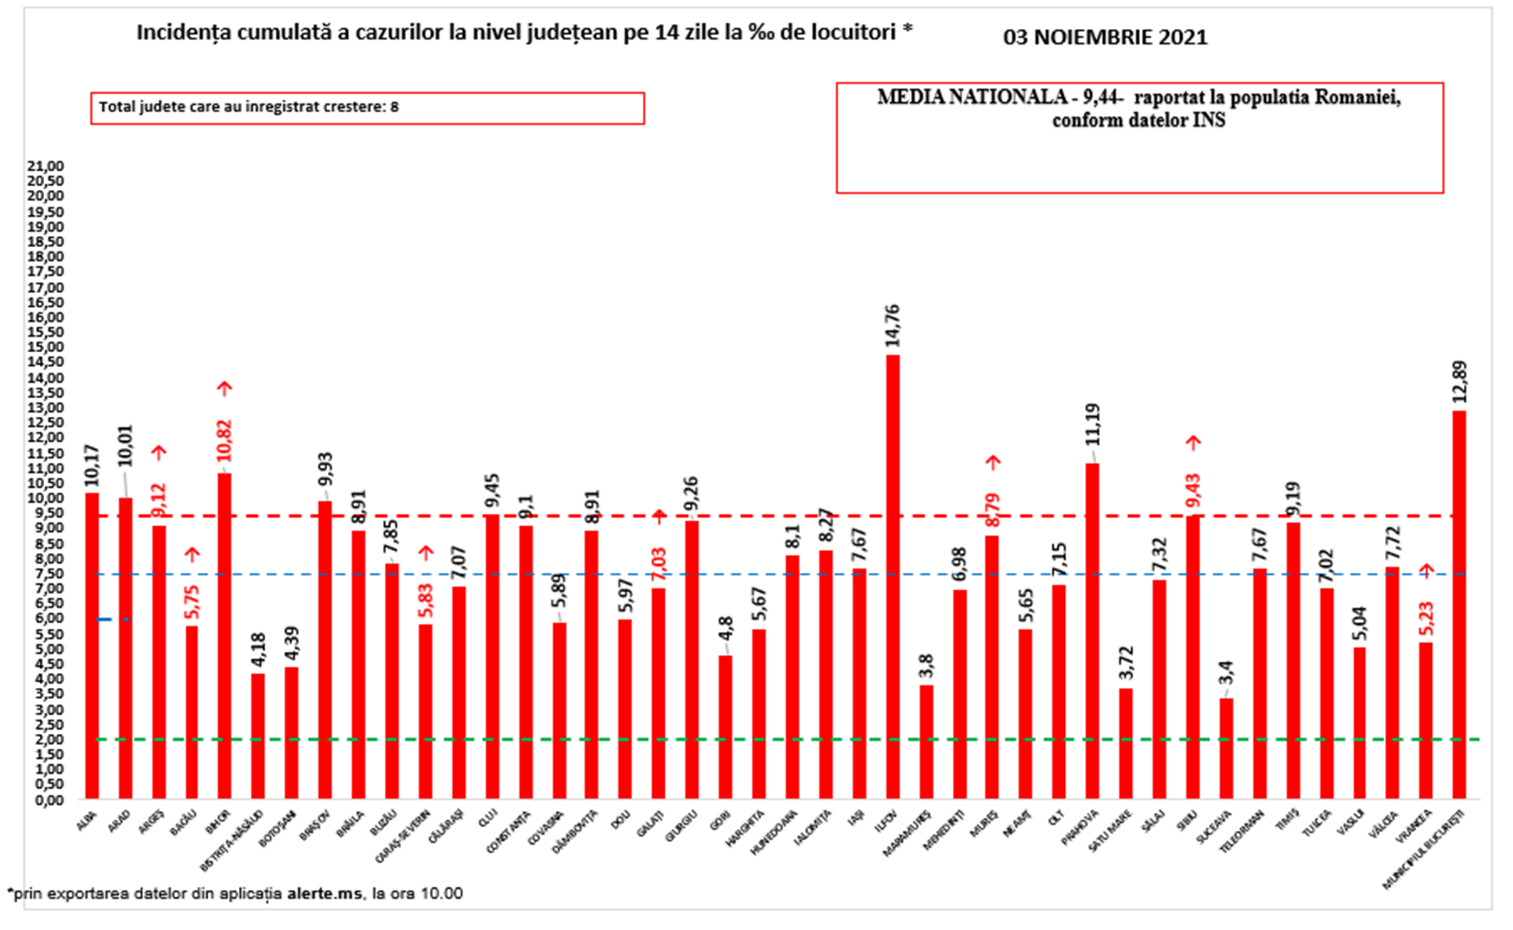 Incidența cumulată a cazurilor la nivel județean pe 14 zile la ‰ de locuitori *
03 NOIEMBRIE 2021
Total judete care au inregistrat crestere: 8
MEDIA NATIONALA - 9,44- raportat la populatia Romaniei,
conform datelor INS
21,00
20,50
20,00
19,50
19,00
18,50
18,00
17,50
17,00
16,50
16,00
15,50
15,00
14,50
14,00
13,50
13,00
12,50
12,00
11,50
11,00
10,50
10,00
9,50
9,00
8,50
8,00
7,50
7,00
6,50
6,00
5,50
5,00
4,50
4,00
3,50
3,00
2,50
2,00
1,50
1,00
0,50
0,00
10,17
10,01
9,12
5,75
10,82
4,18
4,39
9,93
8,91
7,85
5,83
7,07
9,45
9,1
5,89
8,91
5,97
7,03
9,26
4,8
5,67
8,1
8,27
7,67
14,76
3,8
6,98
8,79
5,65
7,15
11,19
3,72
7,32
9,43
3,4
7,67
9,19
7,02
5,04
7,72
5,23
12,89
ALBA
ARAD
ARGEȘ
BACĂU
BIHOR
BISTRIȚA-NĂSĂUD
BOTOȘANI
BRAȘOV
BRĂILA
BUZĂU
CARAȘ-SEVERIN
CĂLĂRAȘI
CLUJ
CONSTANȚA
COVASNA
DÂMBOVIȚA
DOLJ
GALAȚI
GIURGIU
GORJ
HARGHITA
HUNEDOARA
IALOMIȚA
IAȘI
ILFOV
MARAMUREȘ
MEHEDINȚI
MUREȘ
NEAMȚ
OLT
PRAHOVA
SATU MARE
SĂLAJ
SIBIU
SUCEAVA
TELEORMAN
TIMIȘ
TULCEA
VASLUI
VÂLCEA
VRANCEA
MUNICIPIUL BUCUREȘTI
*prin exportarea datelor din aplicația alerte.ms, la ora 10.00